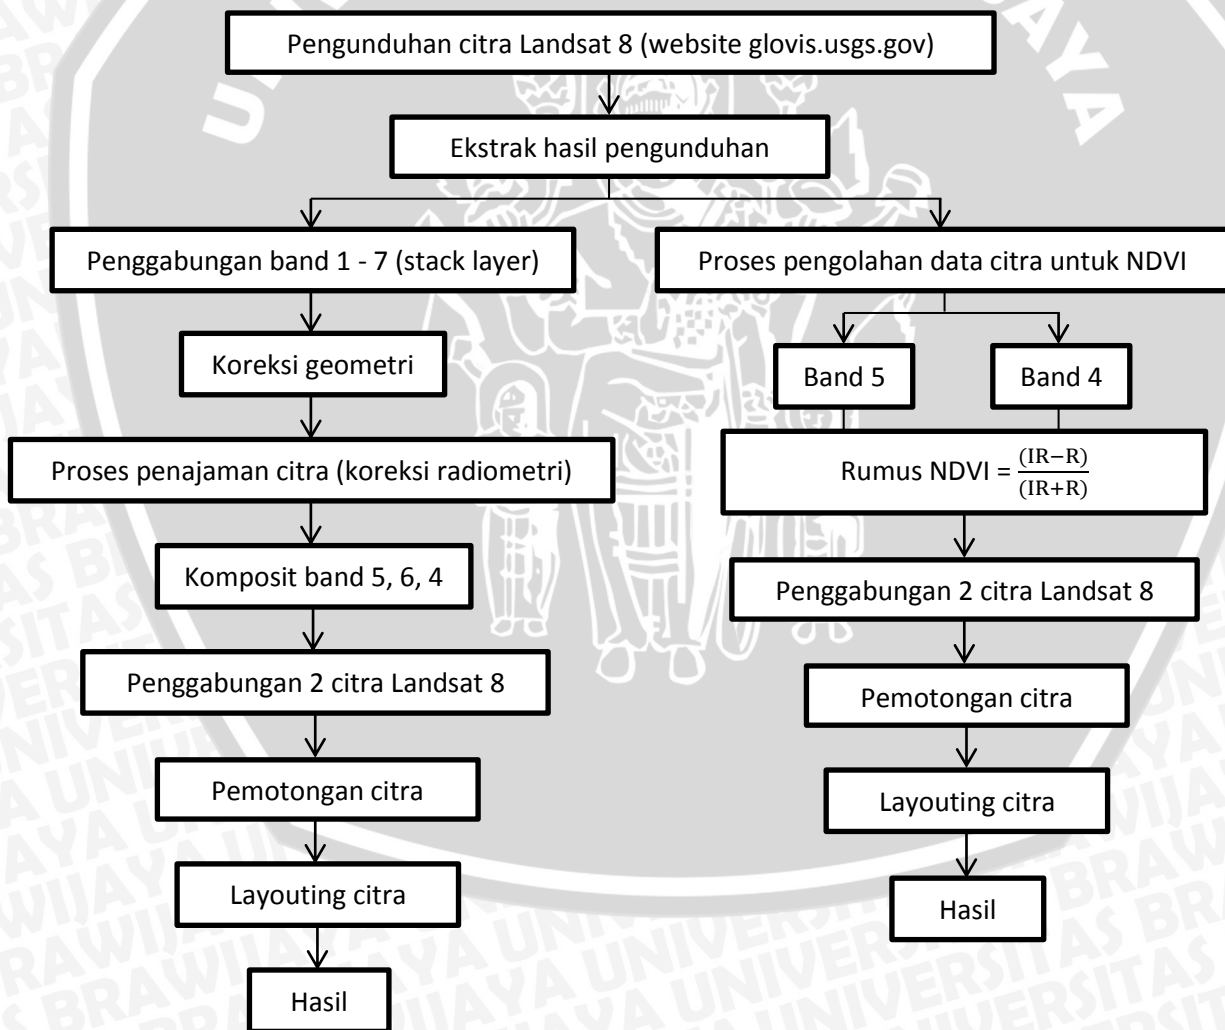 Pengunduhan citra Landsat 8 (website glovis.usgs.gov)
Ekstrak hasil pengunduhan
Penggabungan band 1 - 7 (stack layer)
Koreksi geometri
Proses penajaman citra (koreksi radiometri)
Komposit band 5, 6, 4
Penggabungan 2 citra Landsat 8
Pemotongan citra
Layouting citra
Hasil
Proses pengolahan data citra untuk NDVI
Band 5
Band 4
Rumus NDVI = (IR−R)/(IR+R)
Penggabungan 2 citra Landsat 8
Pemotongan citra
Layouting citra
Hasil